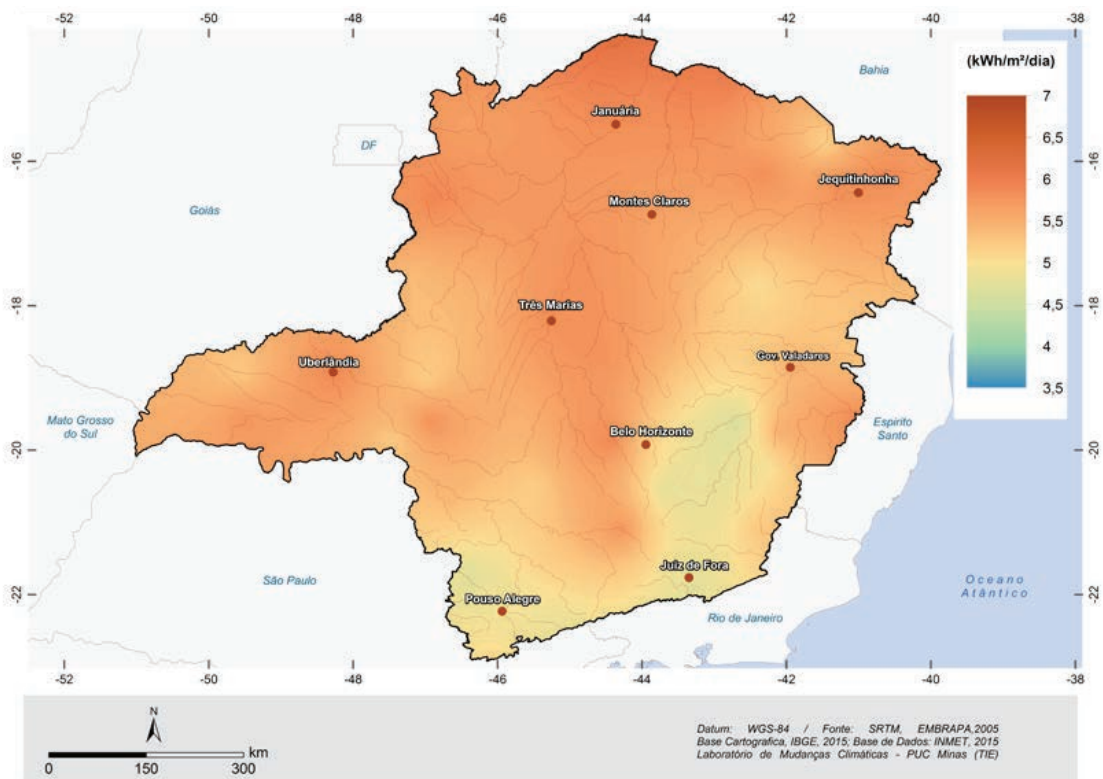 -52 -50 -48 -46 -44 -42 -40 -38
(kWh/m²/dia)
Bahia
7
6,5
6
5,5
5
4,5
4
3,5
Januária
DF
-16 -16
Jequitinhonha
Montes Claros
Goiás
Três Marias
-18 -18
Uberlândia
Gov. Valadares
Mato Grosso
do Sul
Espirito
Santo
Belo Horizonte
-20 -20
Juiz de Fora
São Paulo
Oceano
Atântico
-22 -22
Pouso Alegre
Rio de Janeiro
-52 -50 -48 -46 -44 -42 -40 -38
N
km
0 150 300
Datum: WGS-84 / Fonte: SRTM, EMBRAPA,2005
Base Cartografica, IBGE, 2015; Base de Dados: INMET, 2015
Laboratório de Mudanças Climáticas - PUC Minas (TIE)